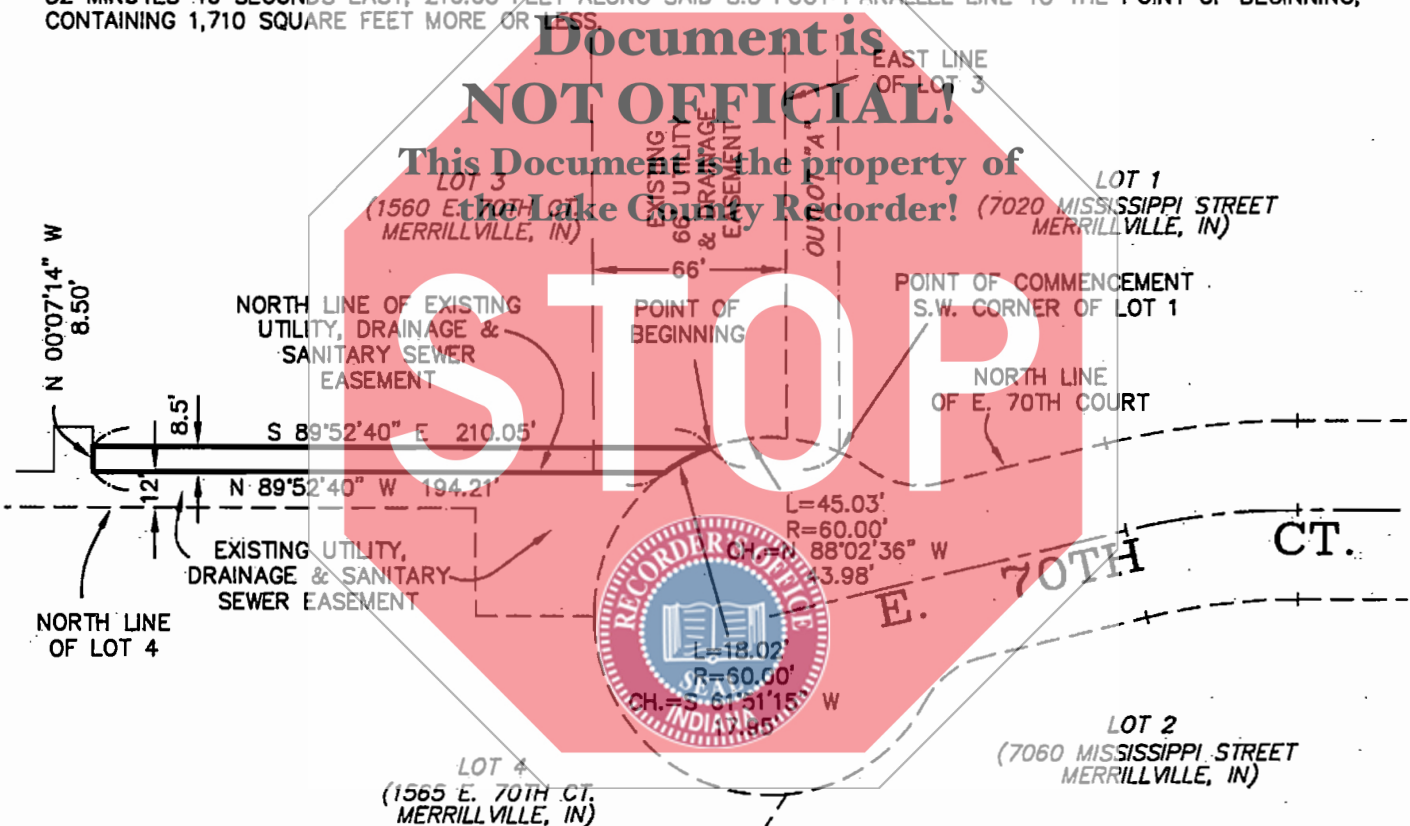 CONTAINING 1,710 SQUARE FEET MORE OR LESS.
Document is
NOT OFFICIAL!
This Document is the property of
the Lake County Recorder!
STOP
EAST LINE
OF LOT 3
EXISTING
66' UTILITY
& DRAINAGE
EASEMENT
OUTLOT "A"
LOT 3
(1560 E. 70TH CT.
MERRILLVILLE, IN)
LOT 1
(7020 MISSISSIPPI STREET
MERRILLVILLE, IN)
66'
N 00°07'14" W
8.50'
NORTH LINE OF EXISTING
UTILITY, DRAINAGE &
SANITARY SEWER
EASEMENT
POINT OF
BEGINNING
POINT OF COMMENCEMENT
S.W. CORNER OF LOT 1
NORTH LINE
OF E. 70TH COURT
8.5'
S 89°52'40" E 210.05'
N 89°52'40" W 194.21'
12'
L=45.03'
R=60.00'
CH.=N 88°02'36" W
43.98'
EXISTING UTILITY,
DRAINAGE & SANITARY
SEWER EASEMENT
E. 70TH CT.
NORTH LINE
OF LOT 4
RECORDER'S OFFICE
SEAL
INDIANA
L=18.02'
R=60.00'
CH.=S 61°51'15" W
17.95'
LOT 2
(7060 MISSISSIPPI STREET
MERRILLVILLE, IN)
LOT 4
(1565 E. 70TH CT.
MERRILLVILLE, IN)